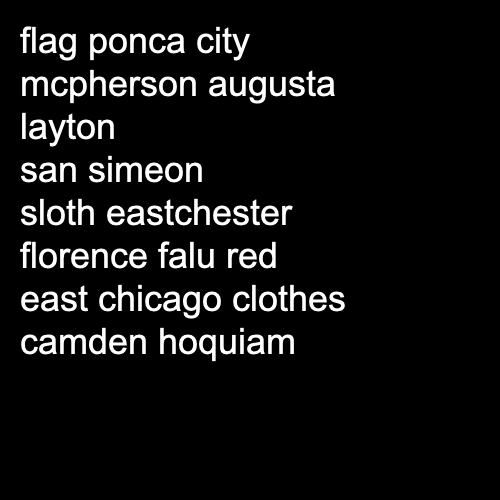 flag ponca city
mcpherson augusta
layton
san simeon
sloth eastchester
florence falu red
east chicago clothes
camden hoquiam